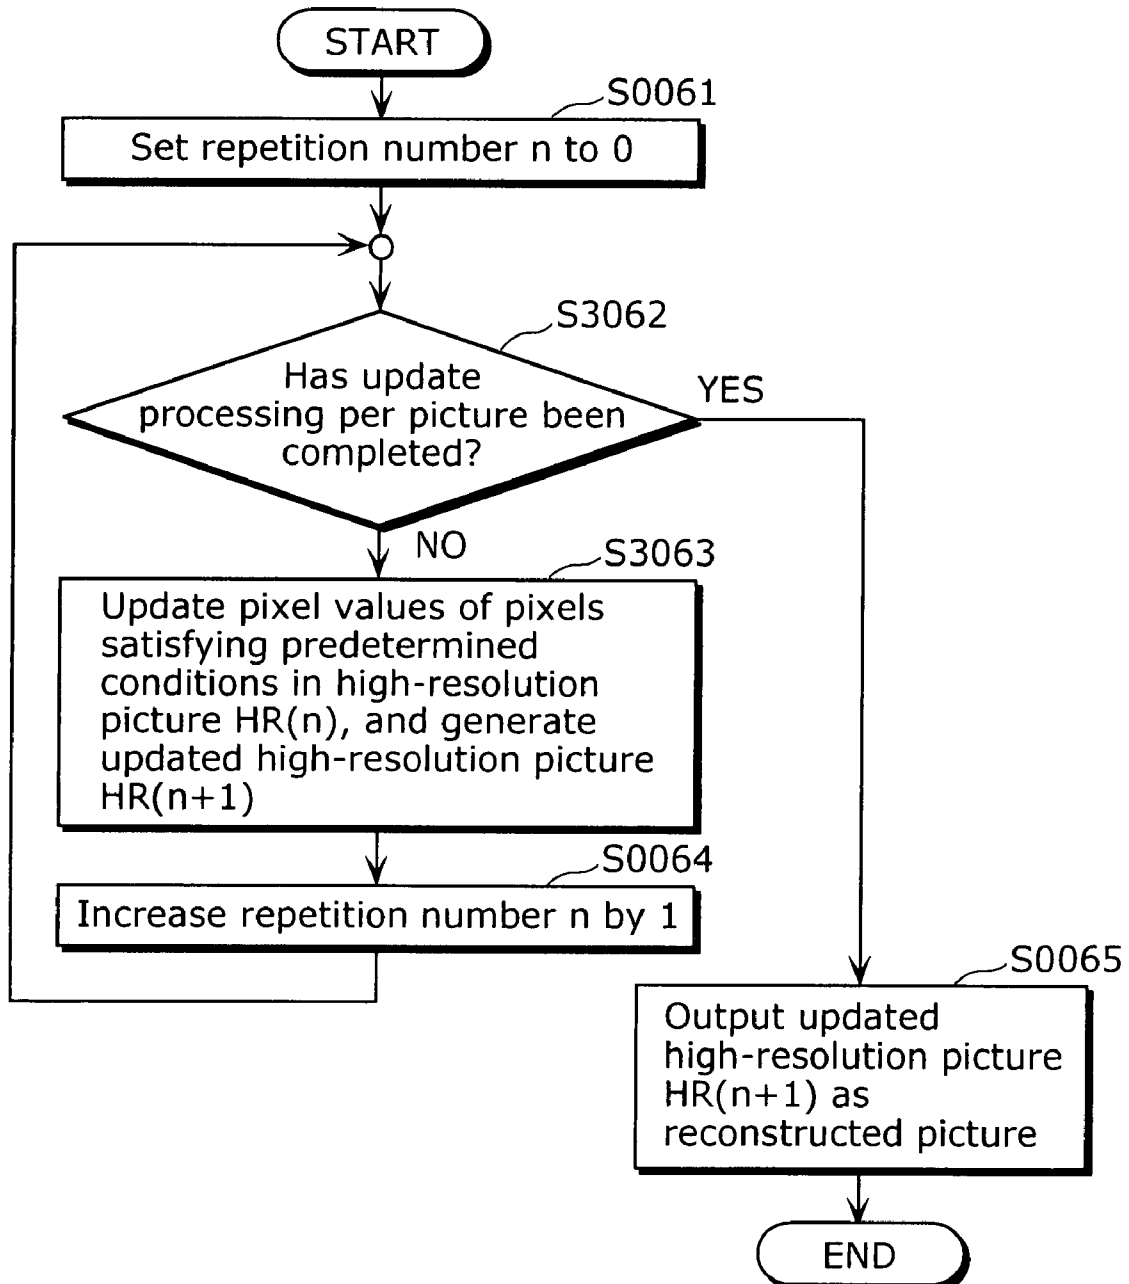 START
S0061
Set repetition number n to 0
S3062
Has update
processing per picture been
completed?
YES
NO
S3063
Update pixel values of pixels
satisfying predetermined
conditions in high-resolution
picture HR(n), and generate
updated high-resolution picture
HR(n+1)
S0064
Increase repetition number n by 1
S0065
Output updated
high-resolution picture
HR(n+1) as
reconstructed picture
END